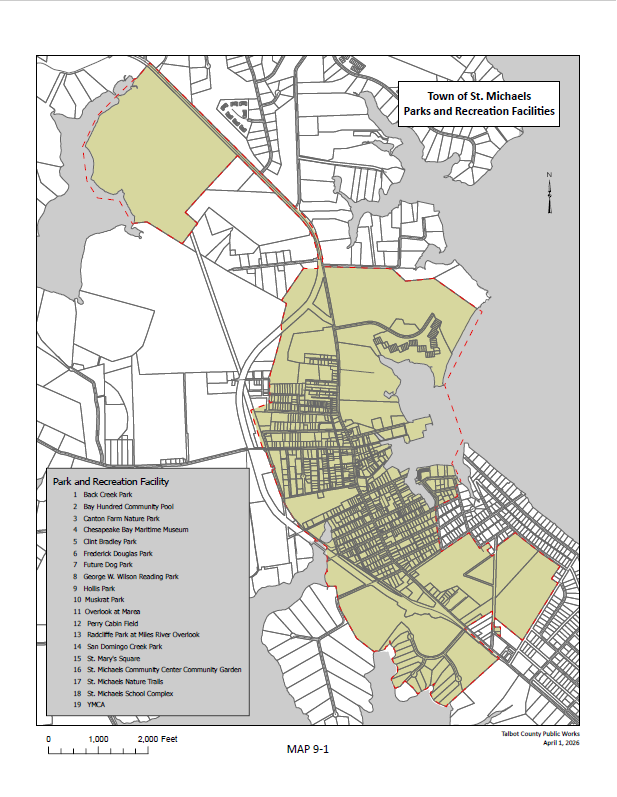 Town of St. Michaels
Parks and Recreation Facilities
N
Park and Recreation Facility
1 Back Creek Park
2 Bay Hundred Community Pool
3 Canton Farm Nature Park
4 Chesapeake Bay Maritime Museum
5 Clint Bradley Park
6 Frederick Douglas Park
7 Future Dog Park
8 George W. Wilson Reading Park
9 Hollis Park
10 Muskrat Park
11 Overlook at Marea
12 Perry Cabin Field
13 Radcliffe Park at Miles River Overlook
14 San Domingo Creek Park
15 St. Mary's Square
16 St. Michaels Community Center Community Garden
17 St. Michaels Nature Trails
18 St. Michaels School Complex
19 YMCA
0 1,000 2,000 Feet
MAP 9-1
Talbot County Public Works
April 1, 2026